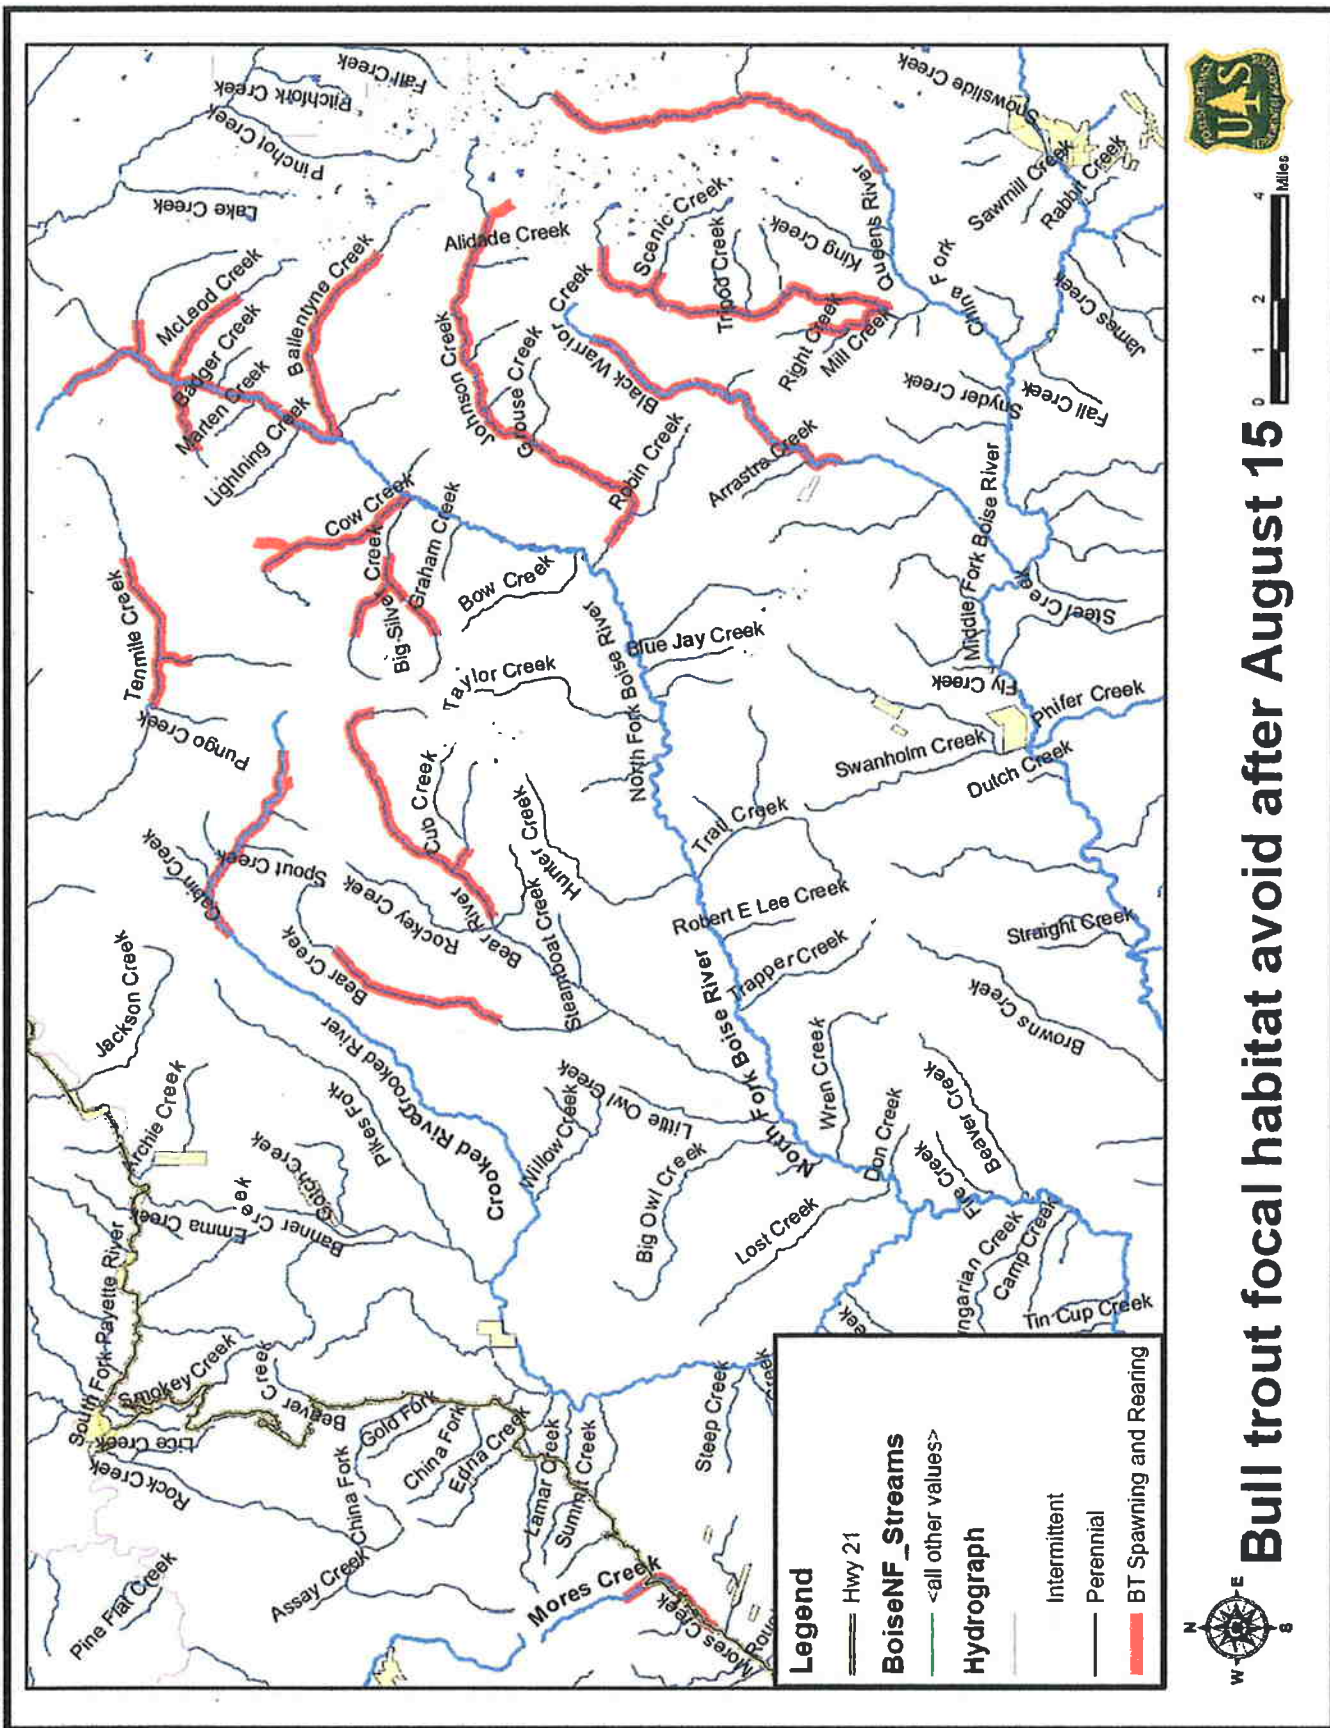 Pine Flat Creek
Rock Creek
Lice Creek
South Fork Payette River
Smokey Creek
Beaver Creek
Assay Creek
China Fork
Gold Fork
China Fork
Edna Creek
Lamar Creek
Summit Creek
Mores Creek
Mores Creek
Steep Creek
Creek
Emma Creek
Banner Creek
Archie Creek
Jackson Creek
Pikes Fork
Crooked River
Crooked River
Willow Creek
Little Owl Creek
Big Owl Creek
Lost Creek
Bear Creek
Cabin Creek
Spout Creek
Rockey Creek
Bear River
Cub Creek
Steamboat Creek
Hunter Creek
Pungo Creek
Tenmile Creek
Taylor Creek
Bow Creek
Big Silver Creek
Graham Creek
Cow Creek
Lightning Creek
Marten Creek
Badger Creek
McLeod Creek
Ballentyne Creek
Lake Creek
Pinchot Creek
Pitchfork Creek
Fall Creek
Alidade Creek
Johnson Creek
Grouse Creek
Black Warrior Creek
Robin Creek
Arrastra Creek
Scenic Creek
Tripod Creek
King Creek
Queens River
Right Creek
Mill Creek
China Fork
Snowslide Creek
Sawmill Creek
Rabbit Creek
James Creek
Fall Creek
Snyder Creek
Middle Fork Boise River
Steel Creek
Fly Creek
Phifer Creek
Dutch Creek
Swanholm Creek
Blue Jay Creek
North Fork Boise River
Trail Creek
Robert E Lee Creek
Trapper Creek
North Fork Boise River
Wren Creek
Don Creek
Beaver Creek
Browns Creek
Straight Creek
Camp Creek
Tin Cup Creek
Legend
Hwy 21
BoiseNF_Streams
<all other values>
Hydrograph
Intermittent
Perennial
BT Spawning and Rearing
N
W E
S
Bull trout focal habitat avoid after August 15
0 1 2 4
Miles
UAS